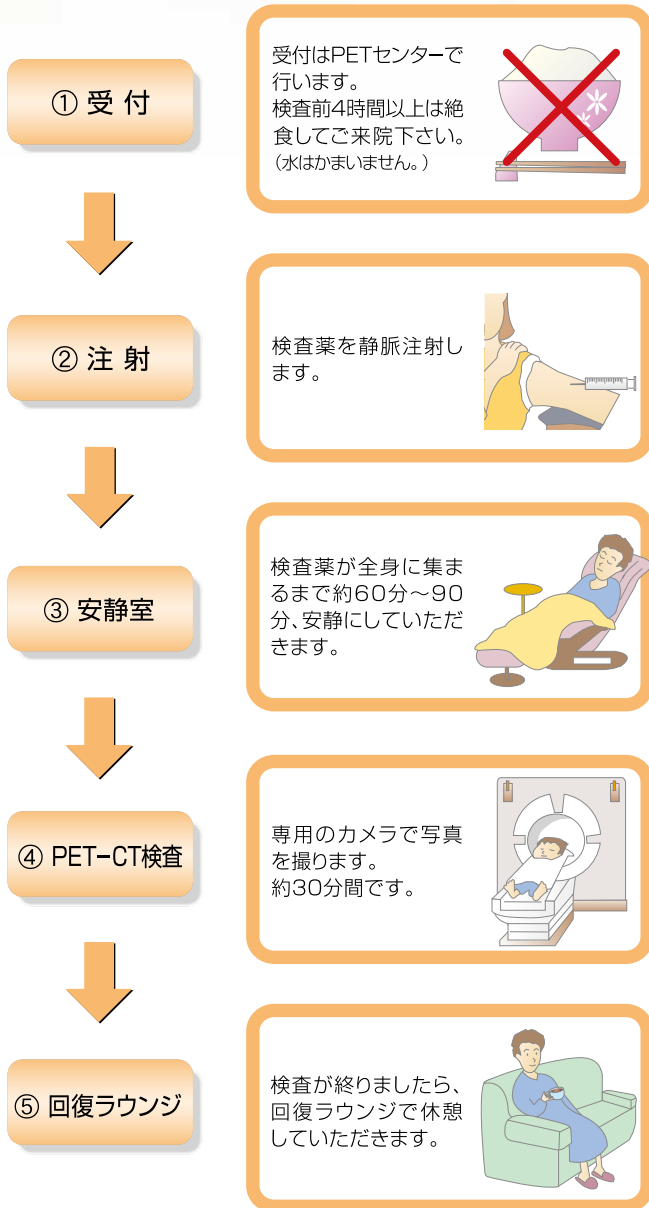 ① 受 付
受付はPETセンターで
行います。
検査前4時間以上は絶
食してご来院下さい。
(水はかまいません。)
② 注 射
検査薬を静脈注射し
ます。
③ 安静室
検査薬が全身に集ま
るまで約60分～90
分、安静にしていただ
きます。
④ PET-CT検査
専用のカメラで写真
を撮ります。
約30分間です。
⑤ 回復ラウンジ
検査が終りましたら、
回復ラウンジで休憩
していただきます。